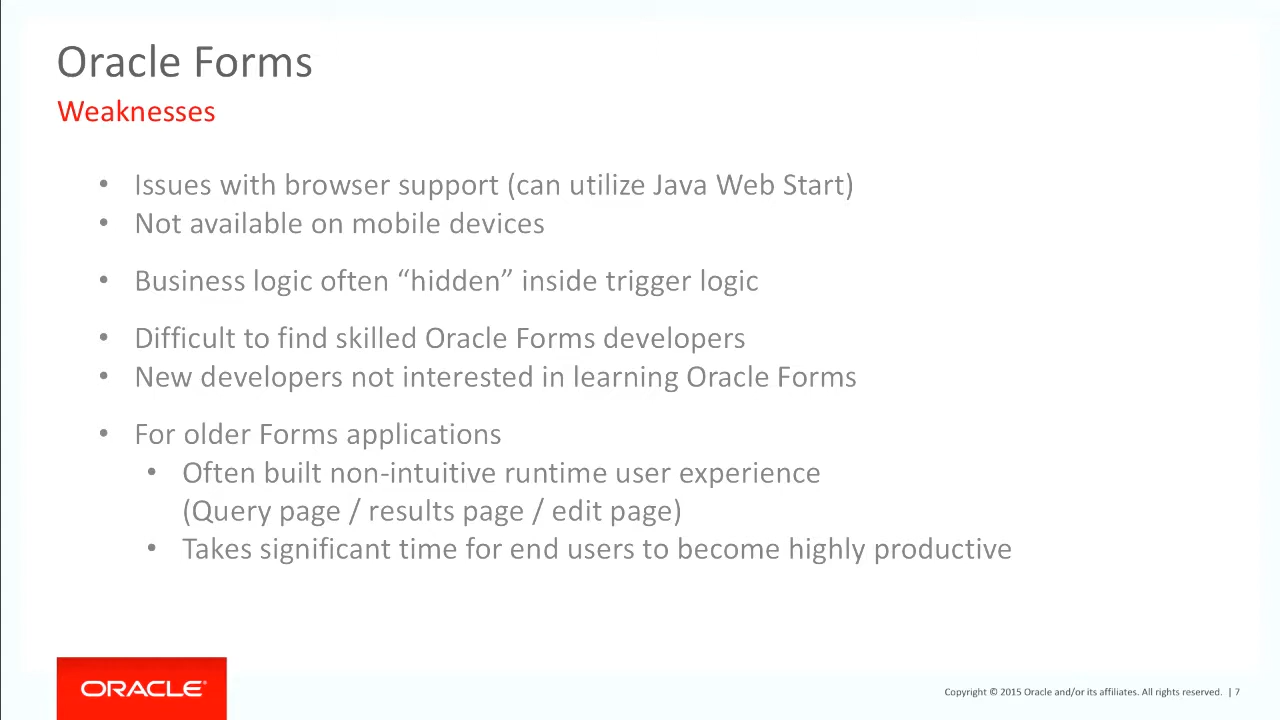 Oracle Forms
Weaknesses
• Issues with browser support (can utilize Java Web Start)
• Not available on mobile devices
• Business logic often “hidden” inside trigger logic
• Difficult to find skilled Oracle Forms developers
• New developers not interested in learning Oracle Forms
• For older Forms applications
• Often built non-intuitive runtime user experience
(Query page / results page / edit page)
• Takes significant time for end users to become highly productive
ORACLE®
Copyright © 2015 Oracle and/or its affiliates. All rights reserved. | 7